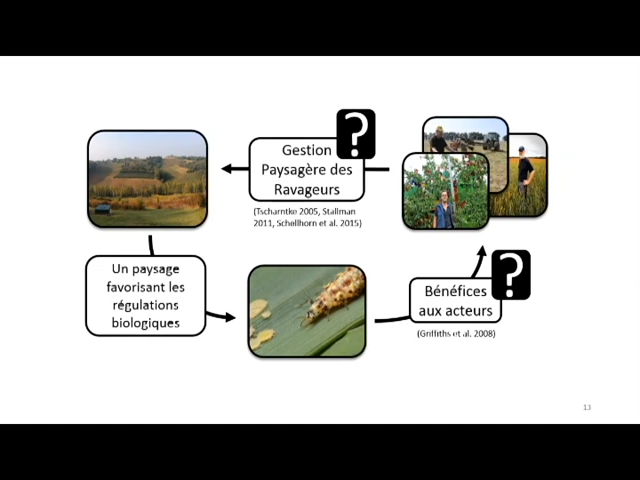 ?
Gestion
Paysagère des
Ravageurs
(Tscharntke 2005, Stallman
2011, Schellhorn et al. 2015)
Un paysage
favorisant les
régulations
biologiques
?
Bénéfices
aux acteurs
(Griffiths et al. 2008)
13